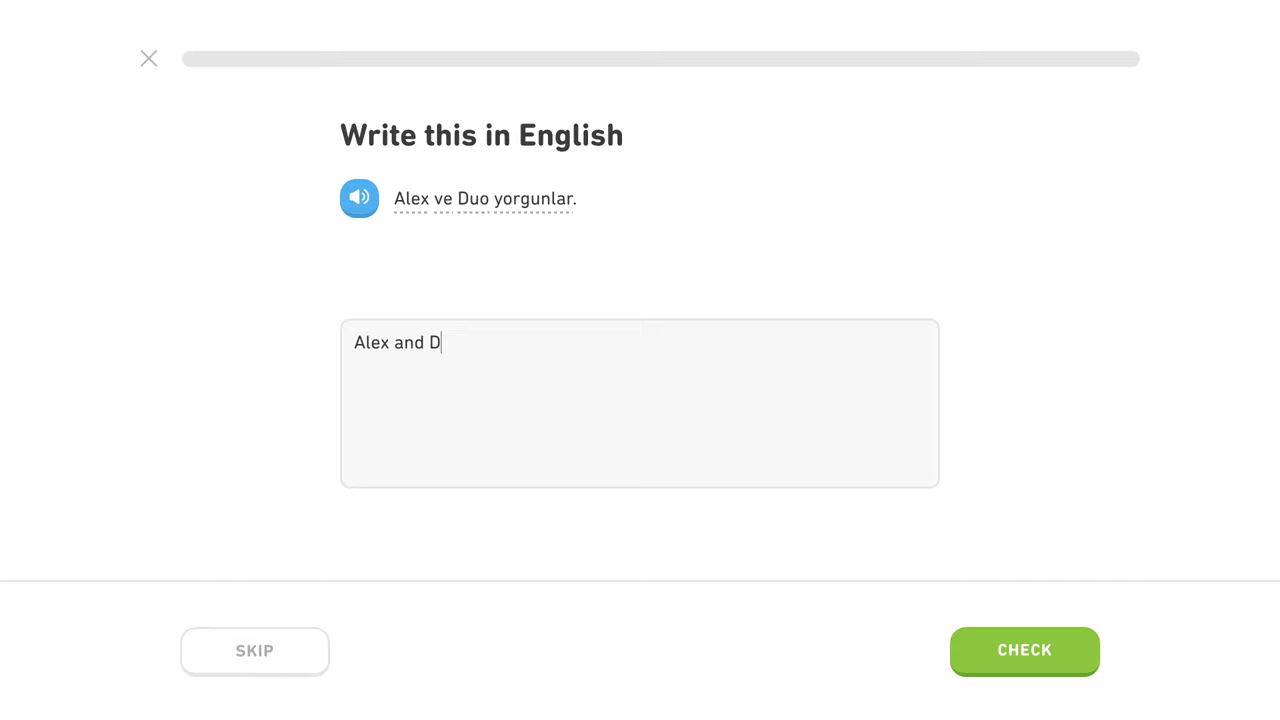 Write this in English
Alex ve Duo yorgunlar.
Alex and D
SKIP
CHECK